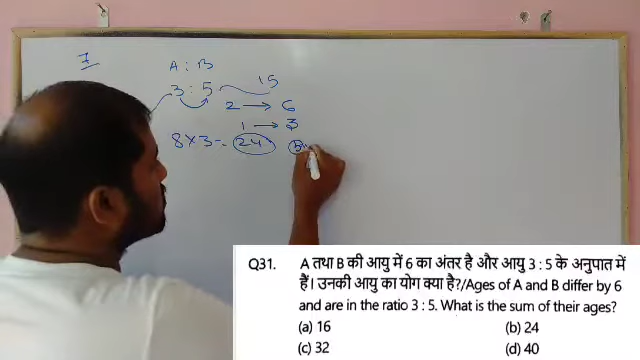 7
A : B
3 : 5 15
2 → 6
1 → 3
8 × 3 = 24
Q31. A तथा B की आयु में 6 का अंतर है और आयु 3 : 5 के अनुपात में
हैं। उनकी आयु का योग क्या है?/Ages of A and B differ by 6
and are in the ratio 3 : 5. What is the sum of their ages?
(a) 16 (b) 24
(c) 32 (d) 40